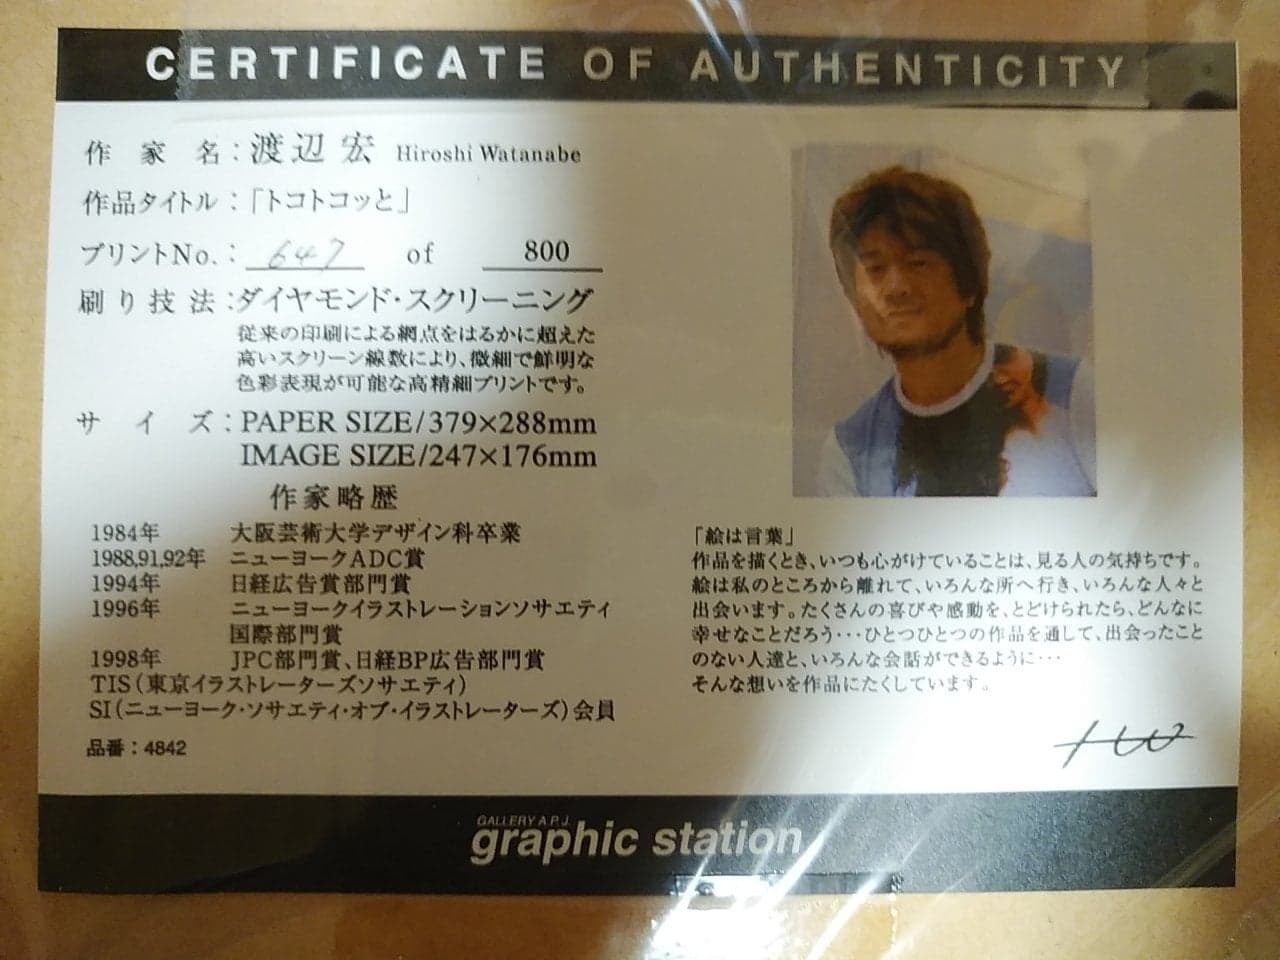 CERTIFICATE OF AUTHENTICITY
作家名：渡辺 宏 Hiroshi Watanabe
作品タイトル：「トコトコッと」
プリントNo.：647 of 800
刷り技法：ダイヤモンド・スクリーニング
従来の印刷による網点をはるかに超えた
高いスクリーン線数により、微細で鮮明な
色彩表現が可能な高精細プリントです。
サイズ：PAPER SIZE/379×288mm
IMAGE SIZE/247×176mm
作家略歴
1984年 大阪芸術大学デザイン科卒業
1988,91,92年 ニューヨークADC賞
1994年 日経広告賞部門賞
1996年 ニューヨークイラストレーションソサエティ
国際部門賞
1998年 JPC部門賞、日経BP広告部門賞
TIS（東京イラストレーターズソサエティ）
SI（ニューヨーク・ソサエティ・オブ・イラストレーターズ）会員
品番：4842
「絵は言葉」
作品を描くとき、いつも心がけていることは、見る人の気持ちです。
絵は私のところから離れて、いろんな所へ行き、いろんな人々と
出会います。たくさんの喜びや感動を、とどけられたら、どんなに
幸せなことだろう・・・ひとつひとつの作品を通して、出会ったこと
のない人達と、いろんな会話ができるように・・・
そんな想いを作品にたくしています。
GALLERY A.P.J.
graphic station